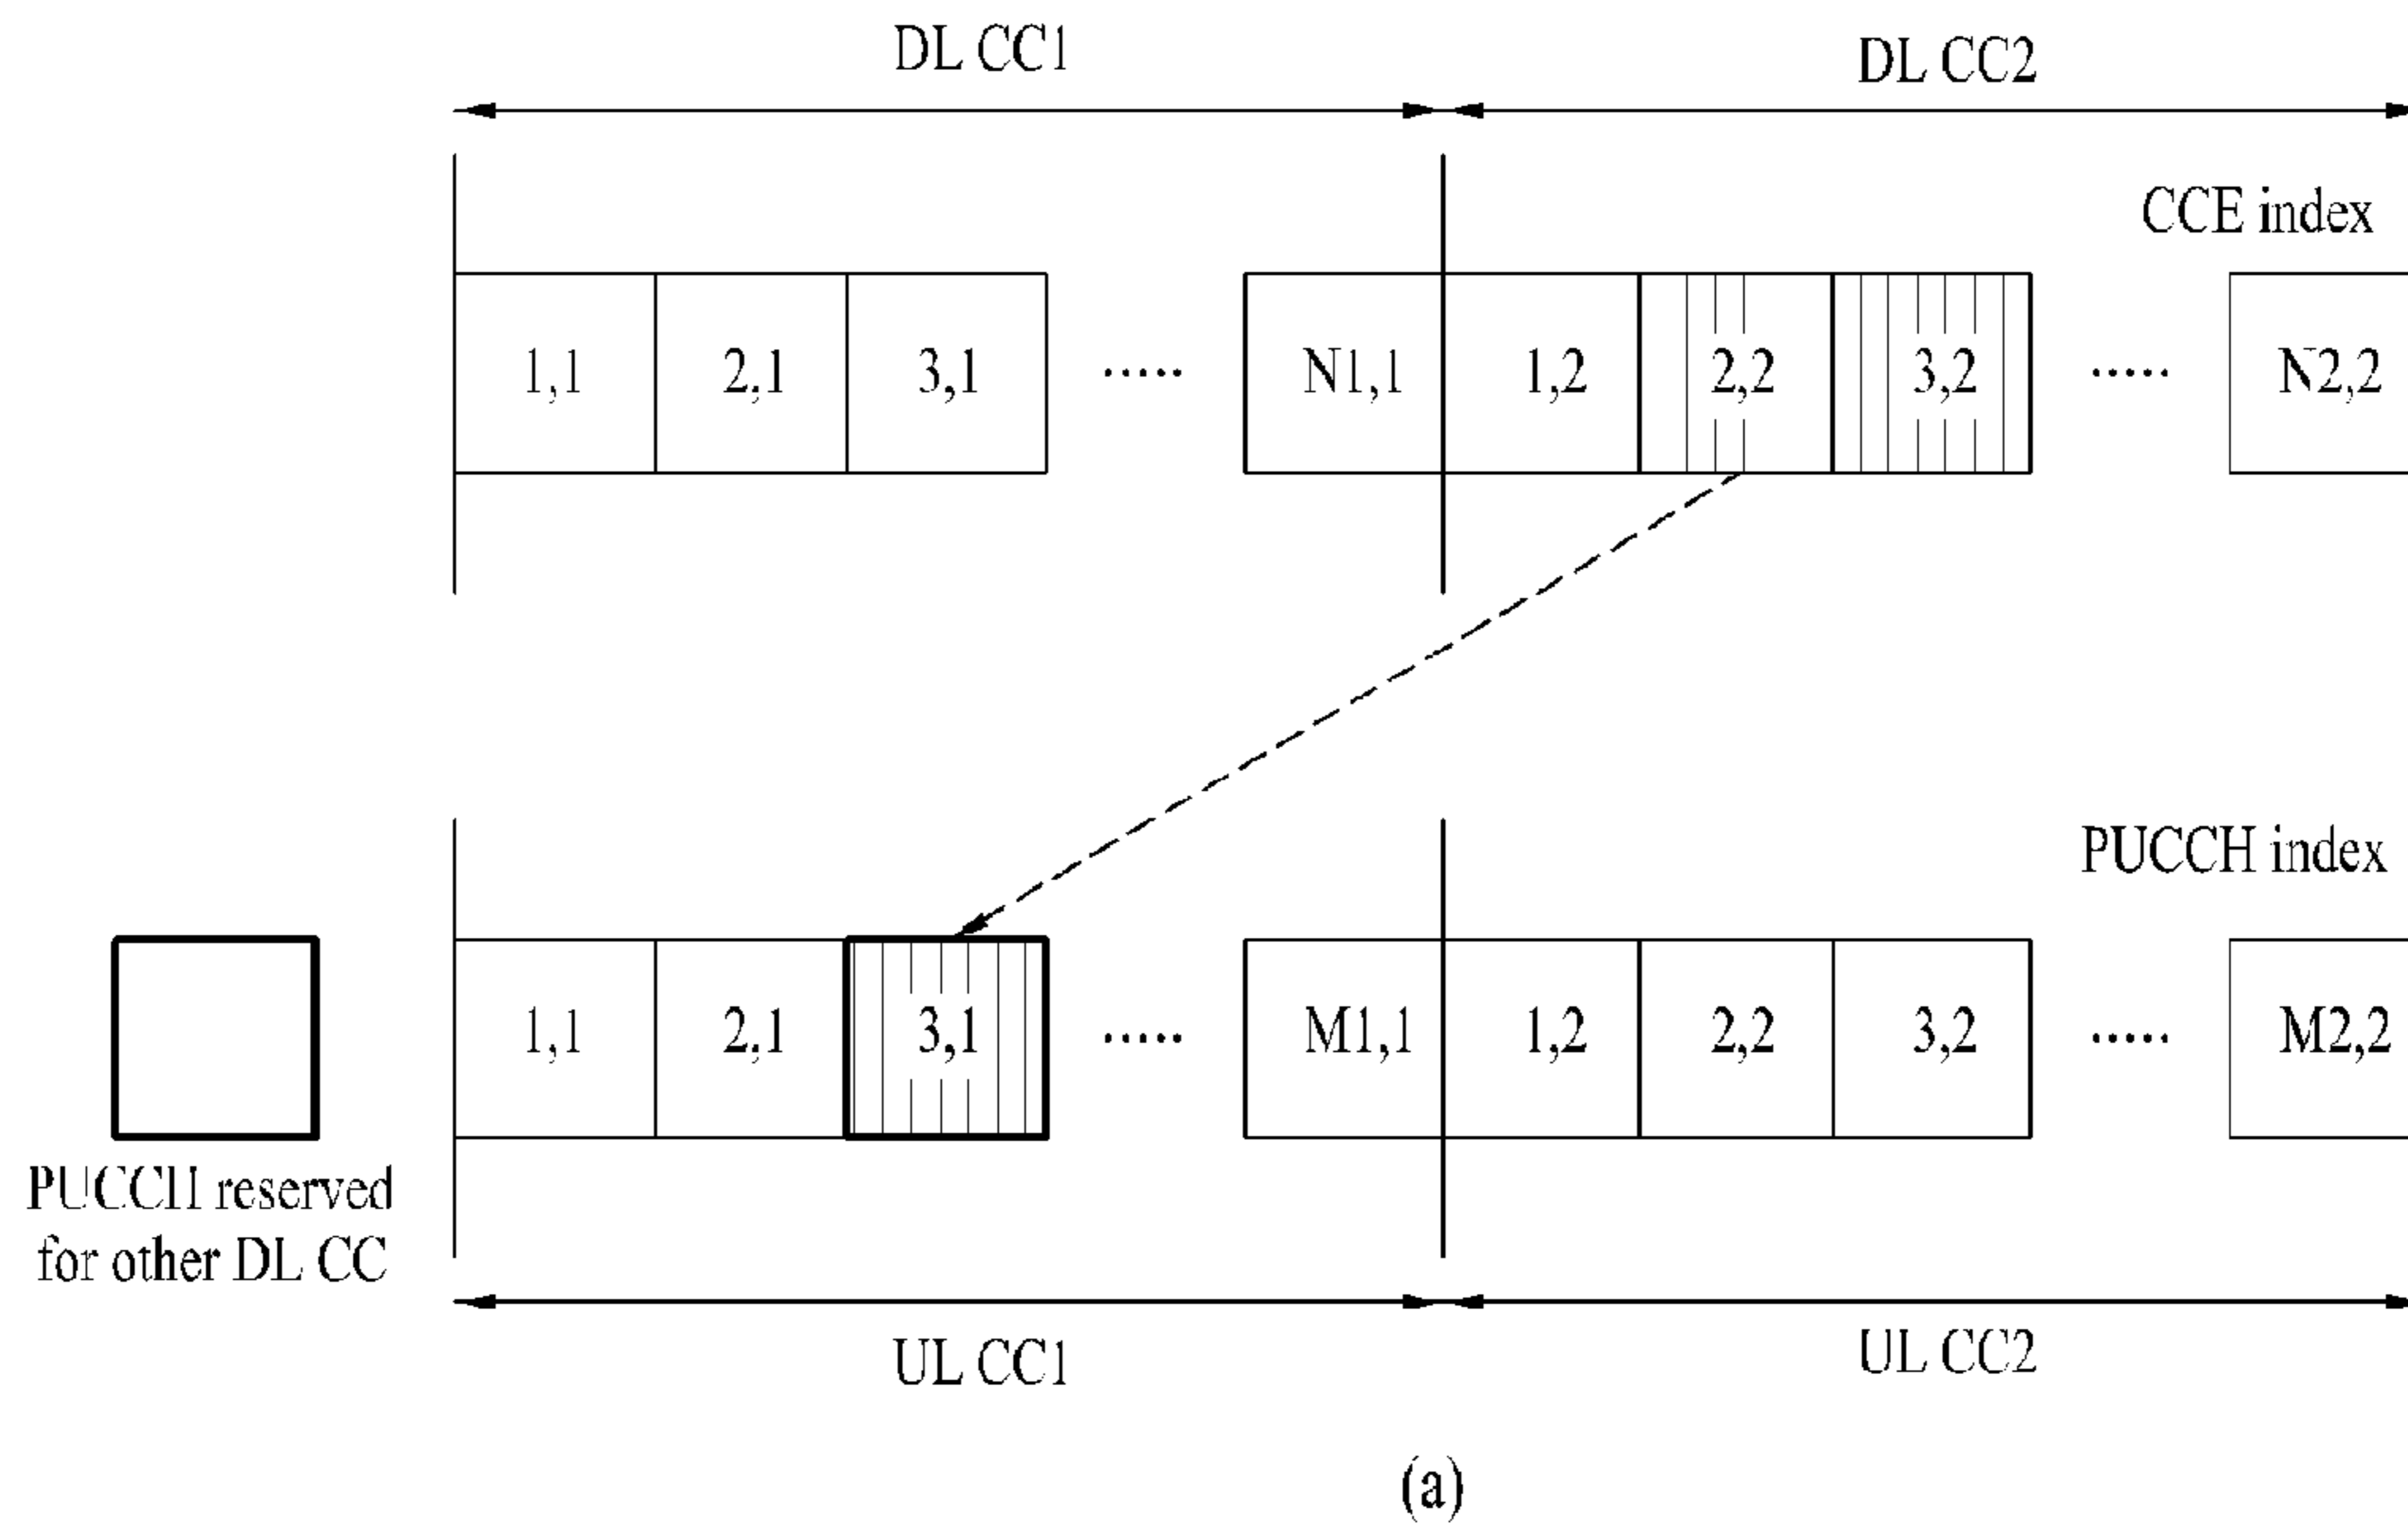 DL CC1
DL CC2
CCE index
1,1 2,1 3,1 ..... N1,1 1,2 2,2 3,2 ..... N2,2
PUCCH index
1,1 2,1 3,1 ..... M1,1 1,2 2,2 3,2 ..... M2,2
PUCCH reserved
for other DL CC
UL CC1
UL CC2
(a)